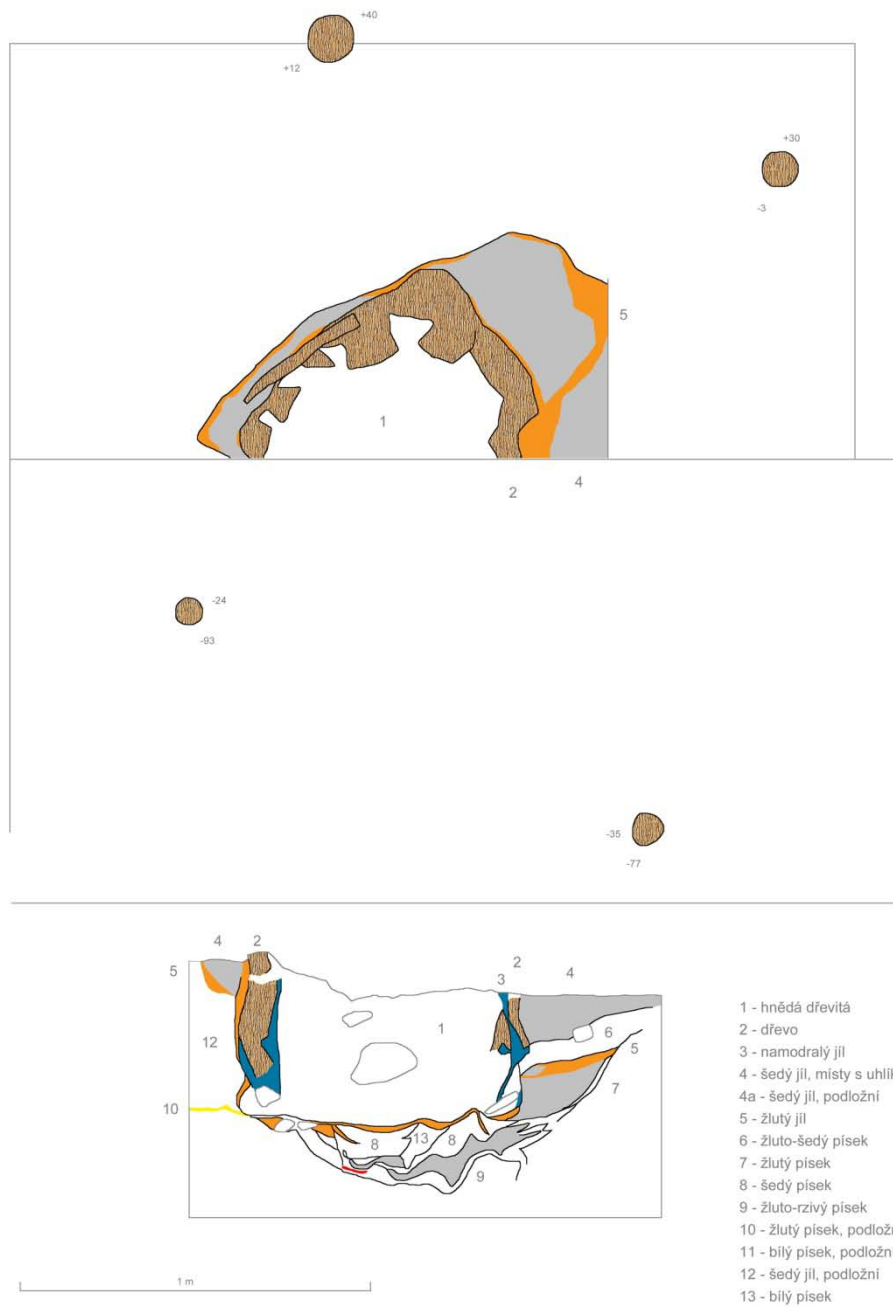 +40
+12
+30
-3
5
1
2
4
-24
-93
-35
-77
4
2
2
5
3
4
1
6
5
12
7
10
8
13
8
9
1 m
1 - hnědá dřevitá
2 - dřevo
3 - namodralý jíl
4 - šedý jíl, místy s uhlík
4a - šedý jíl, podložní
5 - žlutý jíl
6 - žluto-šedý písek
7 - žlutý písek
8 - šedý písek
9 - žluto-rzivý písek
10 - žlutý písek, podložn
11 - bílý písek, podložn
12 - šedý jíl, podložní
13 - bílý písek